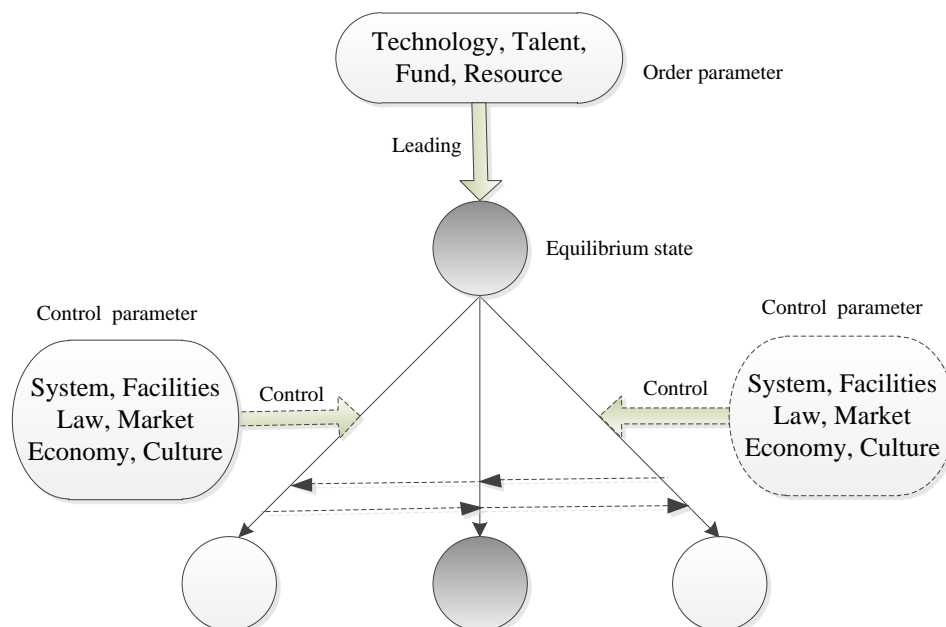 Technology, Talent,
Fund, Resource
Order parameter
Leading
Equilibrium state
Control parameter
System, Facilities
Law, Market
Economy, Culture
Control
Control parameter
System, Facilities
Law, Market
Economy, Culture
Control